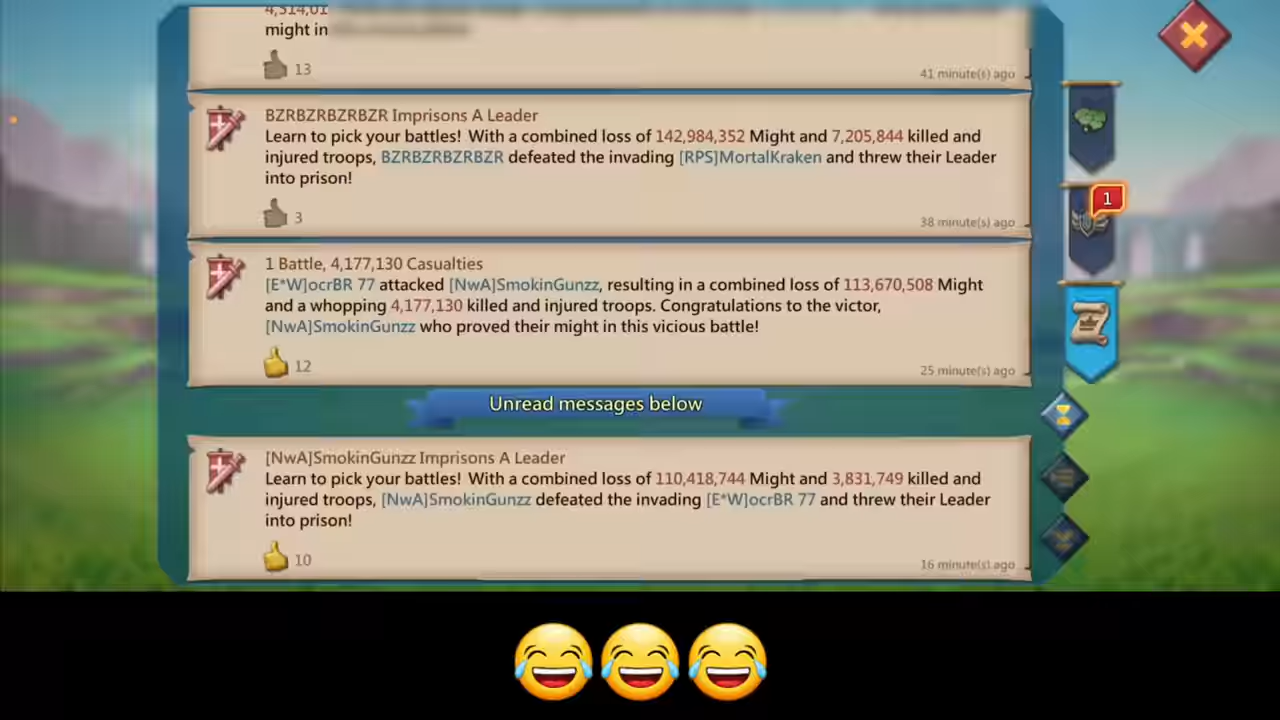 might in
13
41 minute(s) ago
BZRBZRBZRBZR Imprisons A Leader
Learn to pick your battles! With a combined loss of 142,984,352 Might and 7,205,844 killed and
injured troops, BZRBZRBZRBZR defeated the invading [RPS]MortalKraken and threw their Leader
into prison!
3
38 minute(s) ago
1
1 Battle, 4,177,130 Casualties
[E*W]ocrBR 77 attacked [NwA]SmokinGunzz, resulting in a combined loss of 113,670,508 Might
and a whopping 4,177,130 killed and injured troops. Congratulations to the victor,
[NwA]SmokinGunzz who proved their might in this vicious battle!
12
25 minute(s) ago
Unread messages below
[NwA]SmokinGunzz Imprisons A Leader
Learn to pick your battles! With a combined loss of 110,418,744 Might and 3,831,749 killed and
injured troops, [NwA]SmokinGunzz defeated the invading [E*W]ocrBR 77 and threw their Leader
into prison!
10
16 minute(s) ago